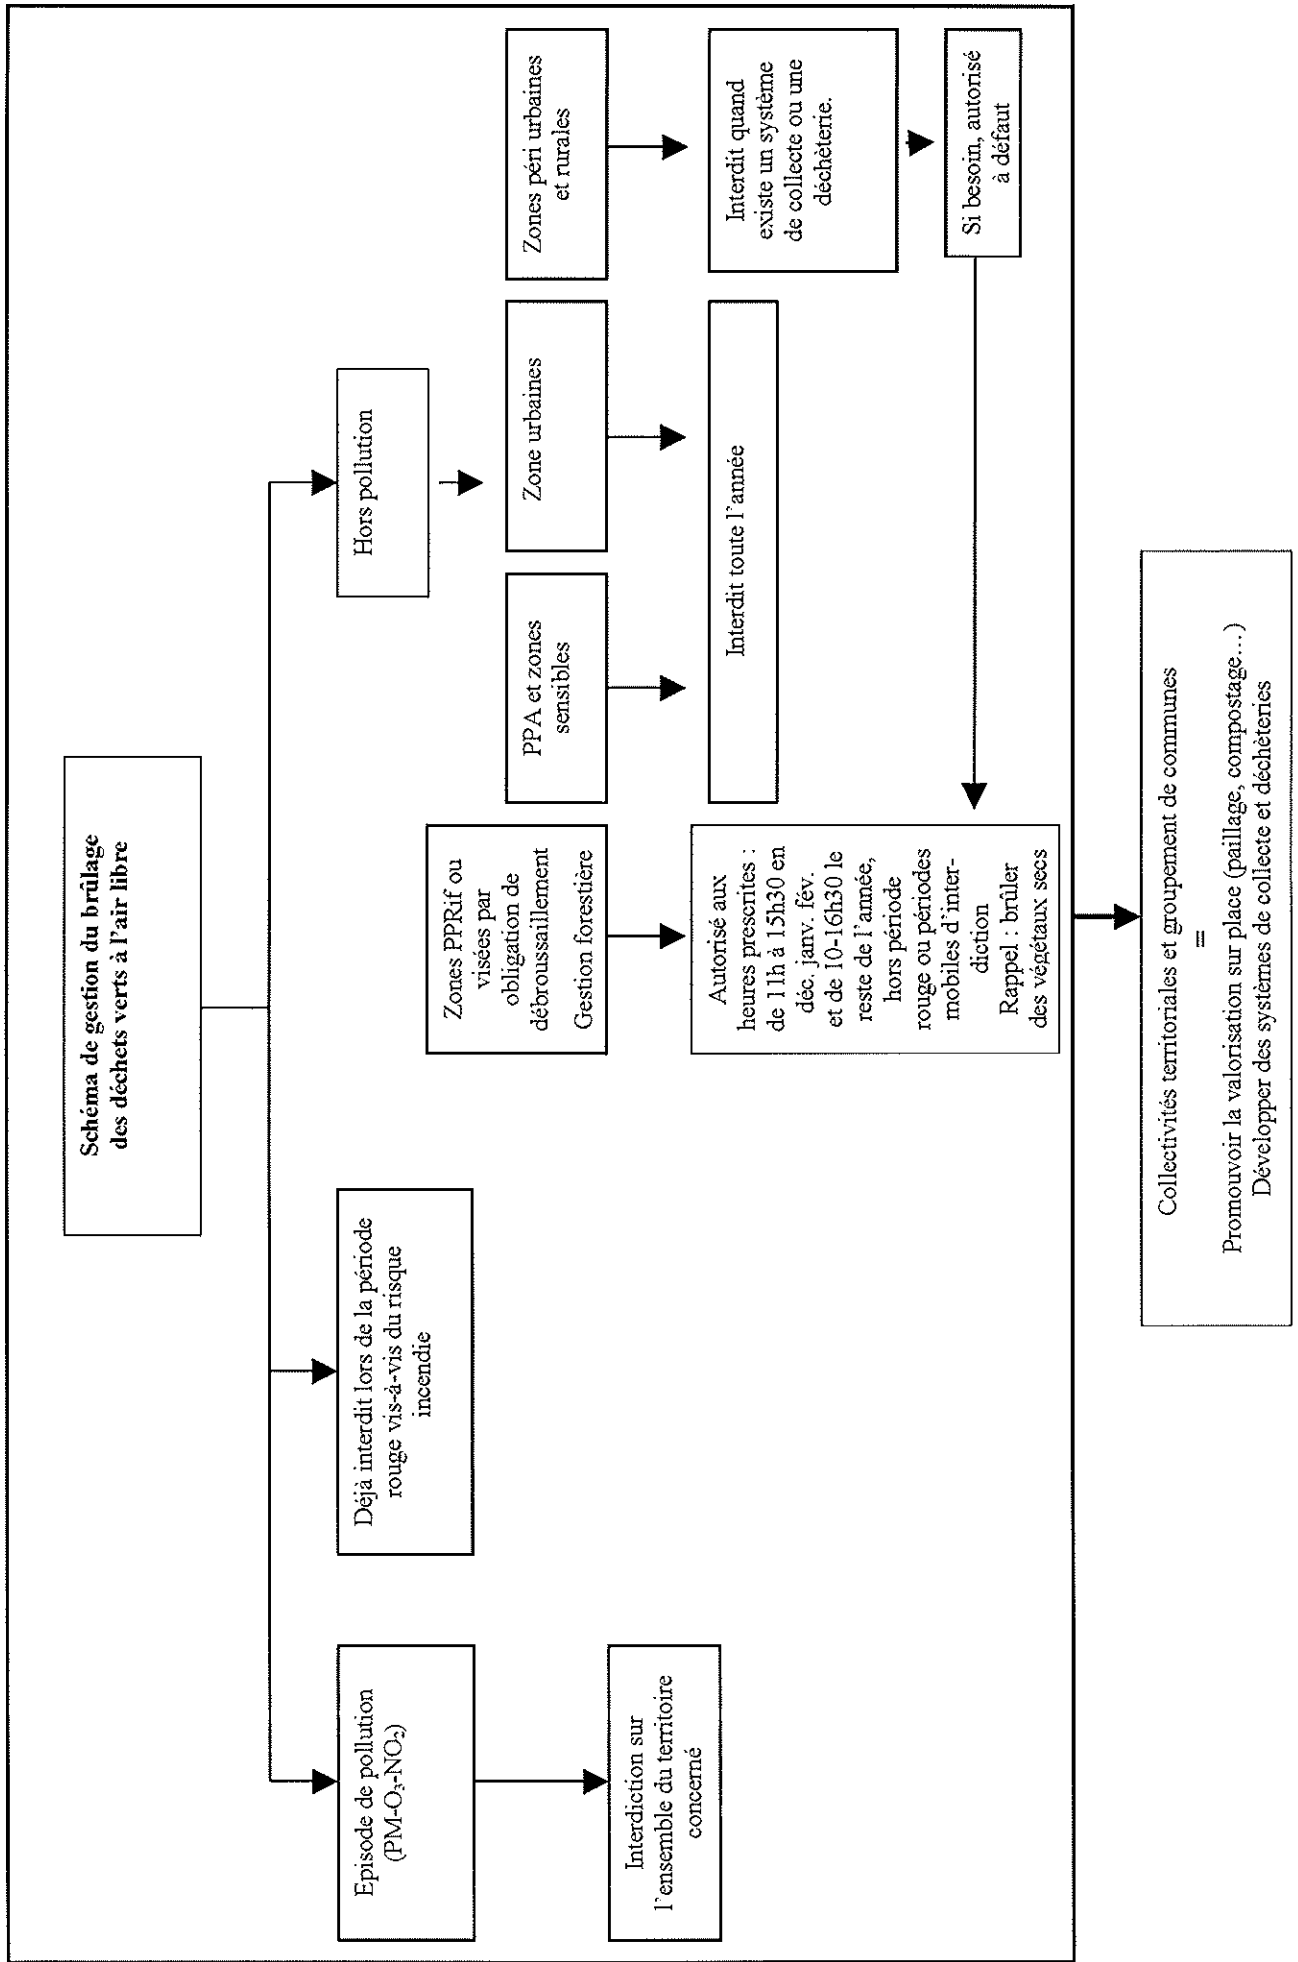 Schéma de gestion du brûlage
des déchets verts à l'air libre
Episode de pollution
(PM-O₃-NO₂)
Déjà interdit lors de la période
rouge vis-à-vis du risque
incendie
Hors pollution
Interdiction sur
l'ensemble du territoire
concerné
Zones PPRif ou
visées par
obligation de
débroussaillement
Gestion forestière
PPA et zones
sensibles
Zone urbaines
Zones péri urbaines
et rurales
Autorisé aux
heures prescrites :
de 11h à 15h30 en
déc. janv. fév.
et de 10-16h30 le
reste de l'année,
hors période
rouge ou périodes
mobiles d'inter-
diction
Rappel : brûler
des végétaux secs
Interdit toute l'année
Interdit quand
existe un système
de collecte ou une
déchèterie.
Si besoin, autorisé
à défaut
Collectivités territoriales et groupement de communes
=
Promouvoir la valorisation sur place (paillage, compostage…)
Développer des systèmes de collecte et déchèteries